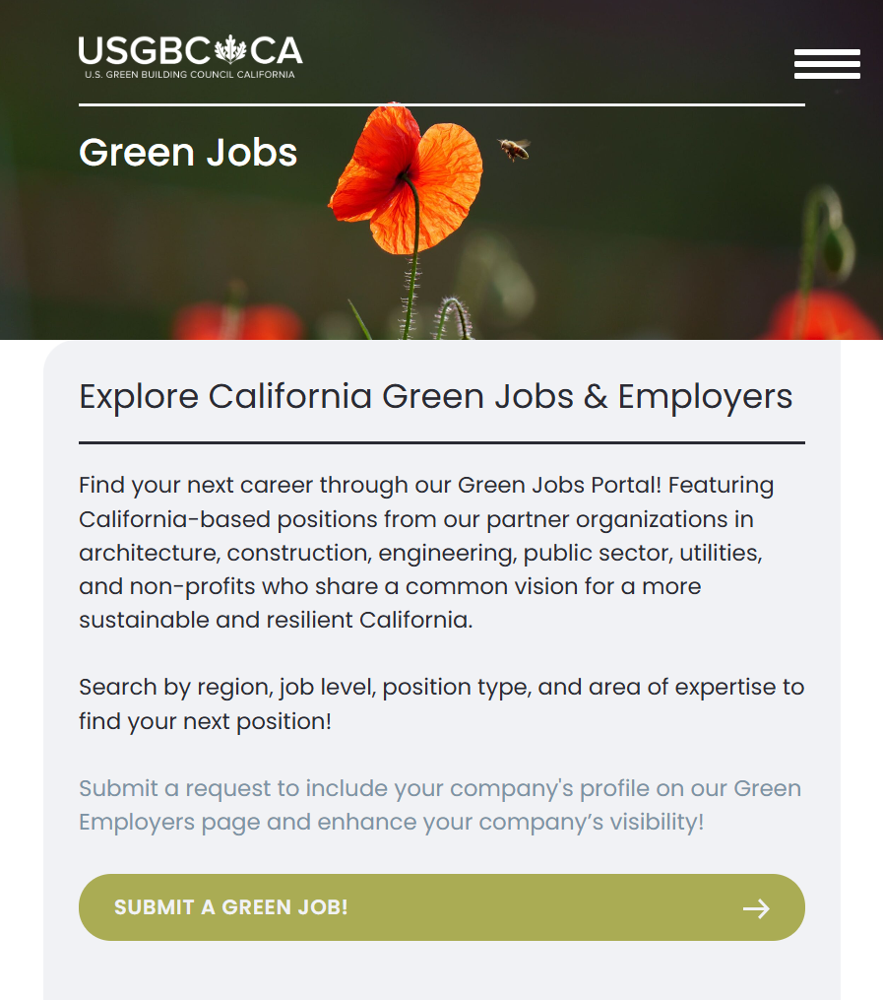 USGBC CA
U.S. GREEN BUILDING COUNCIL CALIFORNIA
Green Jobs
Explore California Green Jobs & Employers
Find your next career through our Green Jobs Portal! Featuring
California-based positions from our partner organizations in
architecture, construction, engineering, public sector, utilities,
and non-profits who share a common vision for a more
sustainable and resilient California.
Search by region, job level, position type, and area of expertise to
find your next position!
Submit a request to include your company's profile on our Green
Employers page and enhance your company’s visibility!
SUBMIT A GREEN JOB!